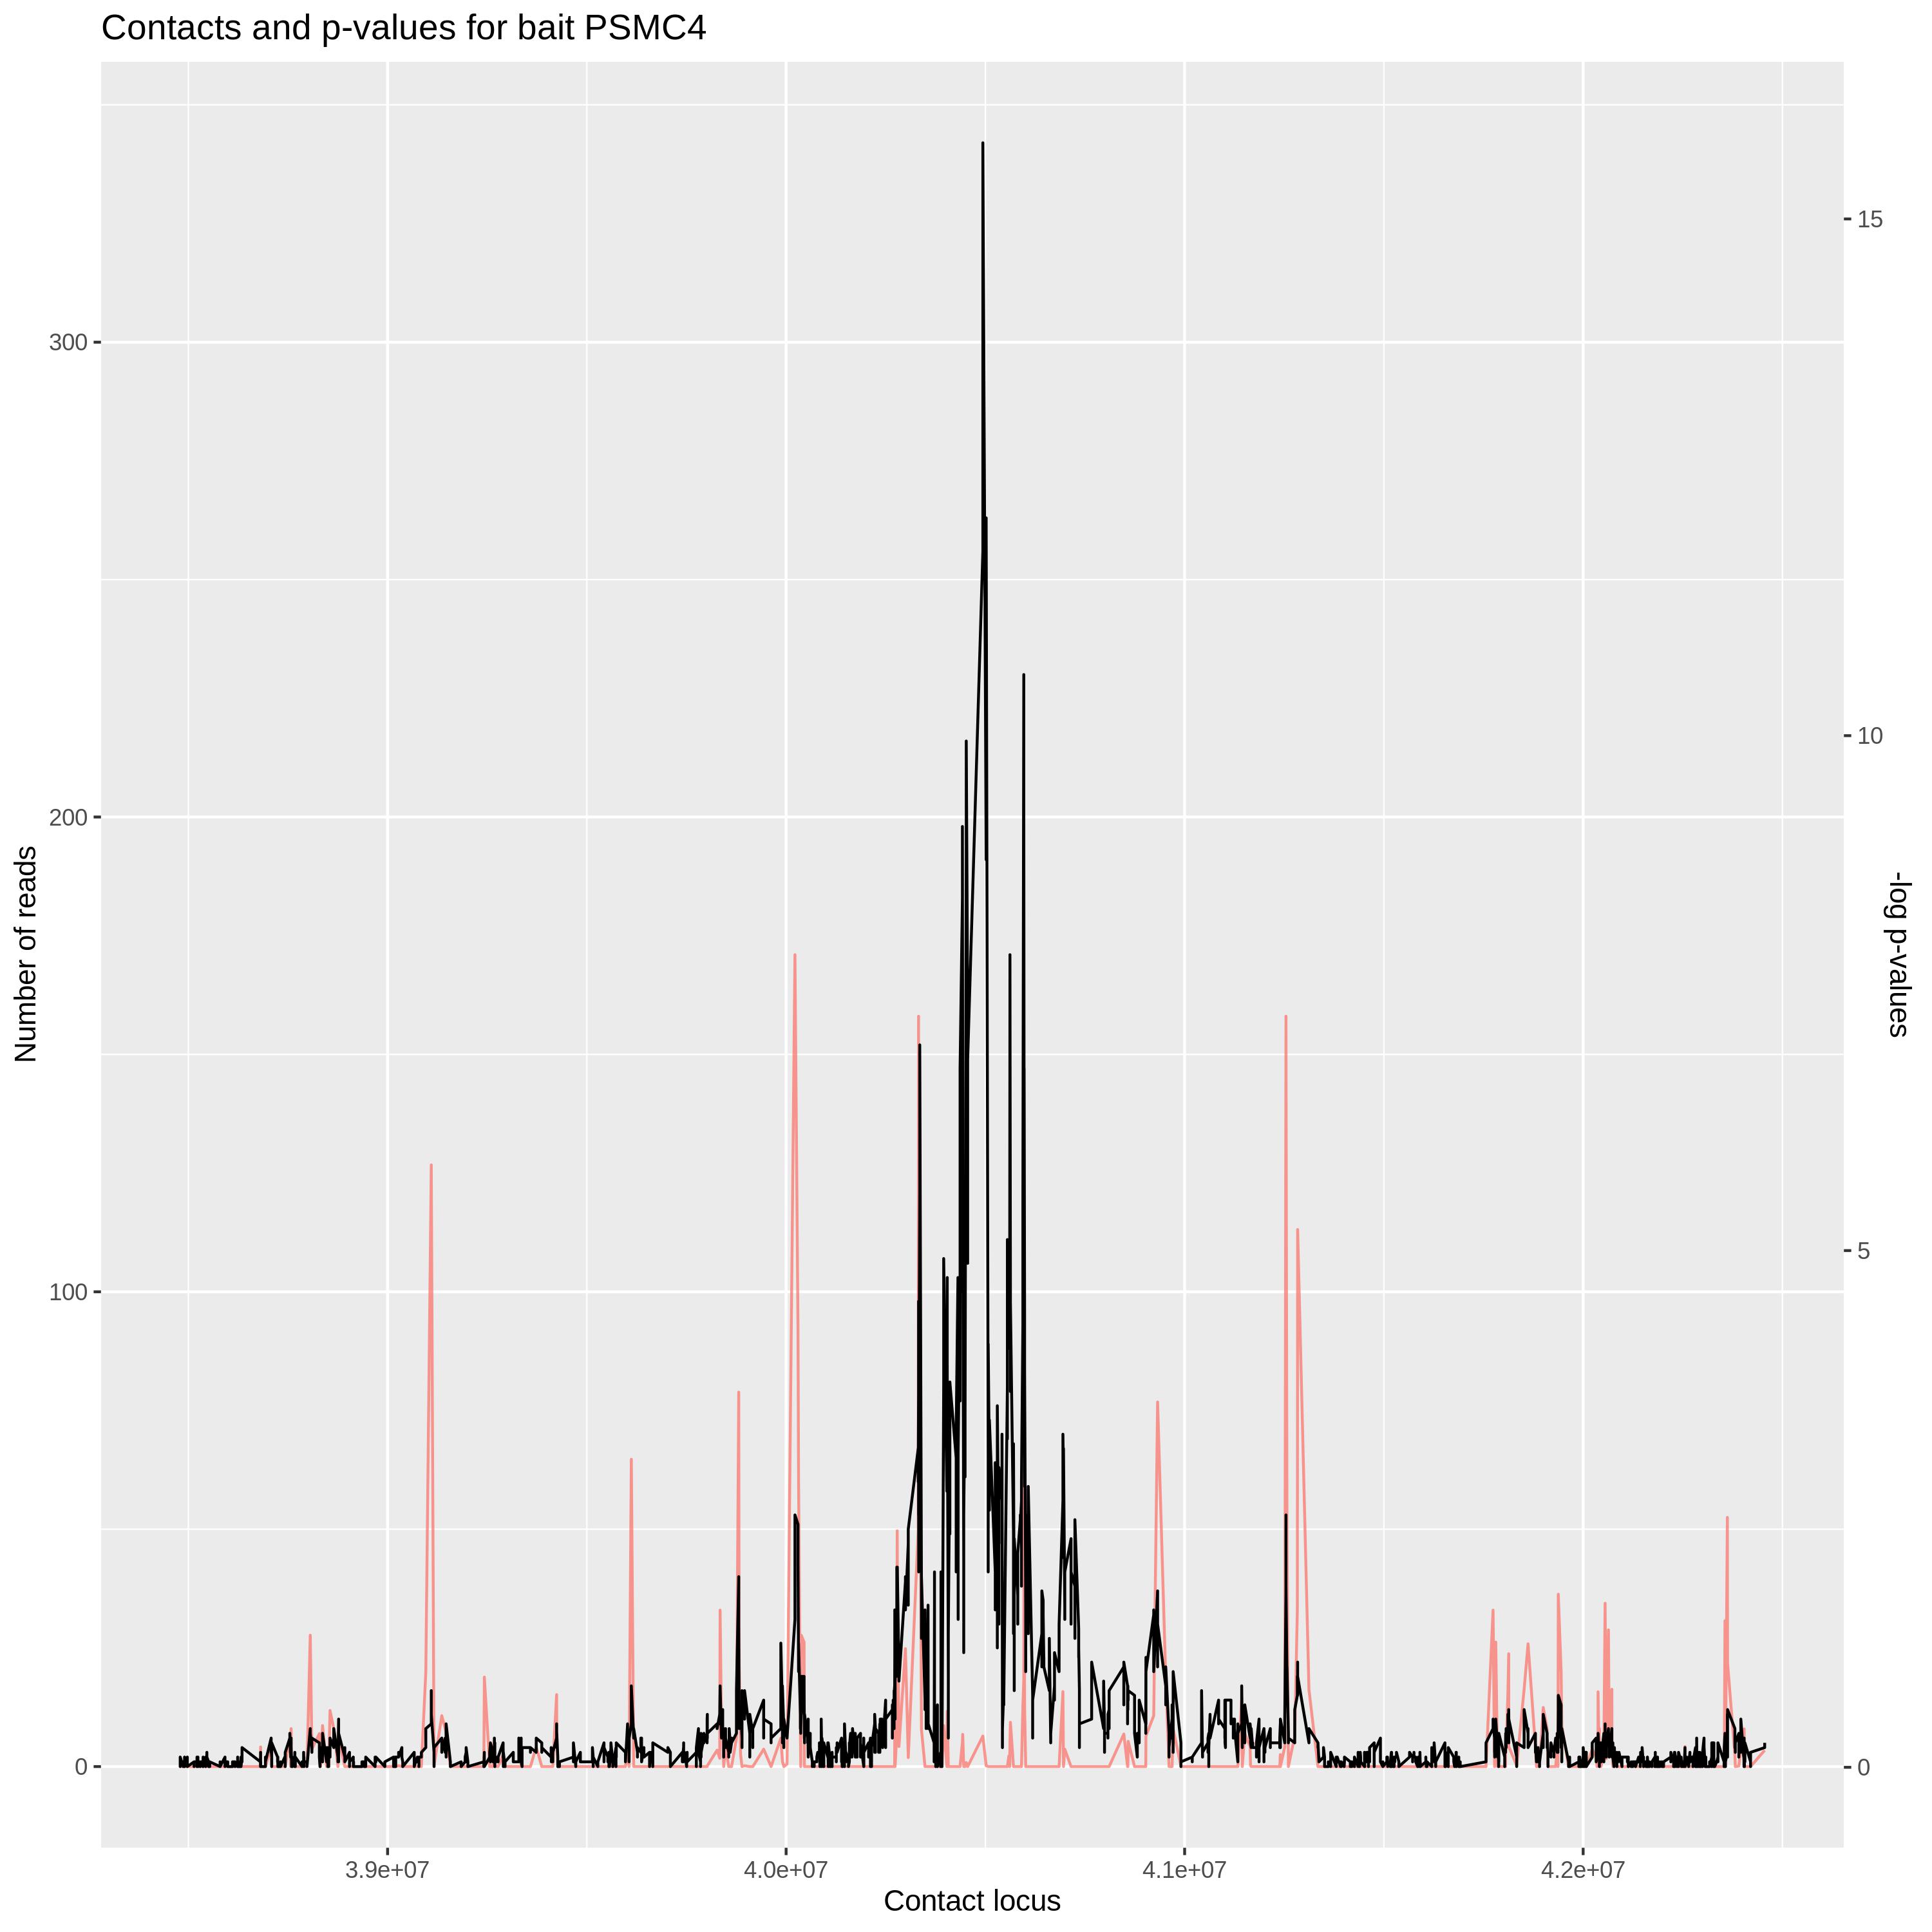 Contacts and p-values for bait PSMC4
Number of reads
300
200
100
0
15
10
5
0
-log p-values
3.9e+07
4.0e+07
4.1e+07
4.2e+07
Contact locus